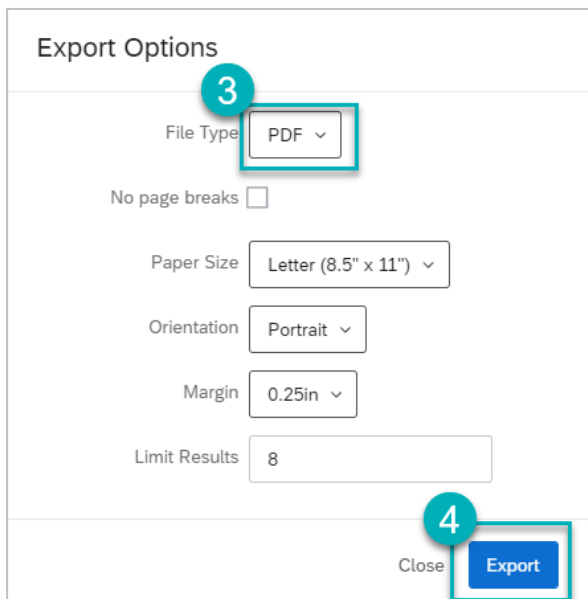 Export Options
3
File Type PDF
No page breaks
Paper Size Letter (8.5" x 11")
Orientation Portrait
Margin 0.25in
Limit Results 8
4
Close Export